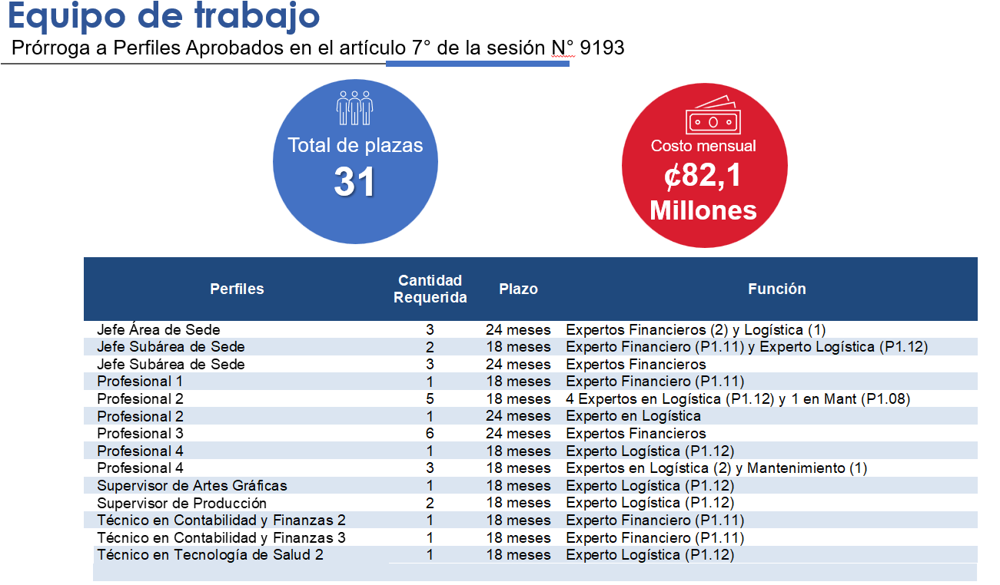 Equipo de trabajo
Prórroga a Perfiles Aprobados en el artículo 7° de la sesión N° 9193
Total de plazas
31
Costo mensual
₡82,1
Millones
Perfiles Cantidad Requerida Plazo Función
Jefe Área de Sede 3 24 meses Expertos Financieros (2) y Logística (1)
Jefe Subárea de Sede 2 18 meses Experto Financiero (P1.11) y Experto Logística (P1.12)
Jefe Subárea de Sede 3 24 meses Expertos Financieros
Profesional 1 1 18 meses Experto Financiero (P1.11)
Profesional 2 5 18 meses 4 Expertos en Logística (P1.12) y 1 en Mant (P1.08)
Profesional 2 1 24 meses Experto en Logística
Profesional 3 6 24 meses Expertos Financieros
Profesional 4 1 18 meses Experto Logística (P1.12)
Profesional 4 3 18 meses Expertos en Logística (2) y Mantenimiento (1)
Supervisor de Artes Gráficas 1 18 meses Experto Logística (P1.12)
Supervisor de Producción 2 18 meses Experto Logística (P1.12)
Técnico en Contabilidad y Finanzas 2 1 18 meses Experto Financiero (P1.11)
Técnico en Contabilidad y Finanzas 3 1 18 meses Experto Financiero (P1.11)
Técnico en Tecnología de Salud 2 1 18 meses Experto Logística (P1.12)